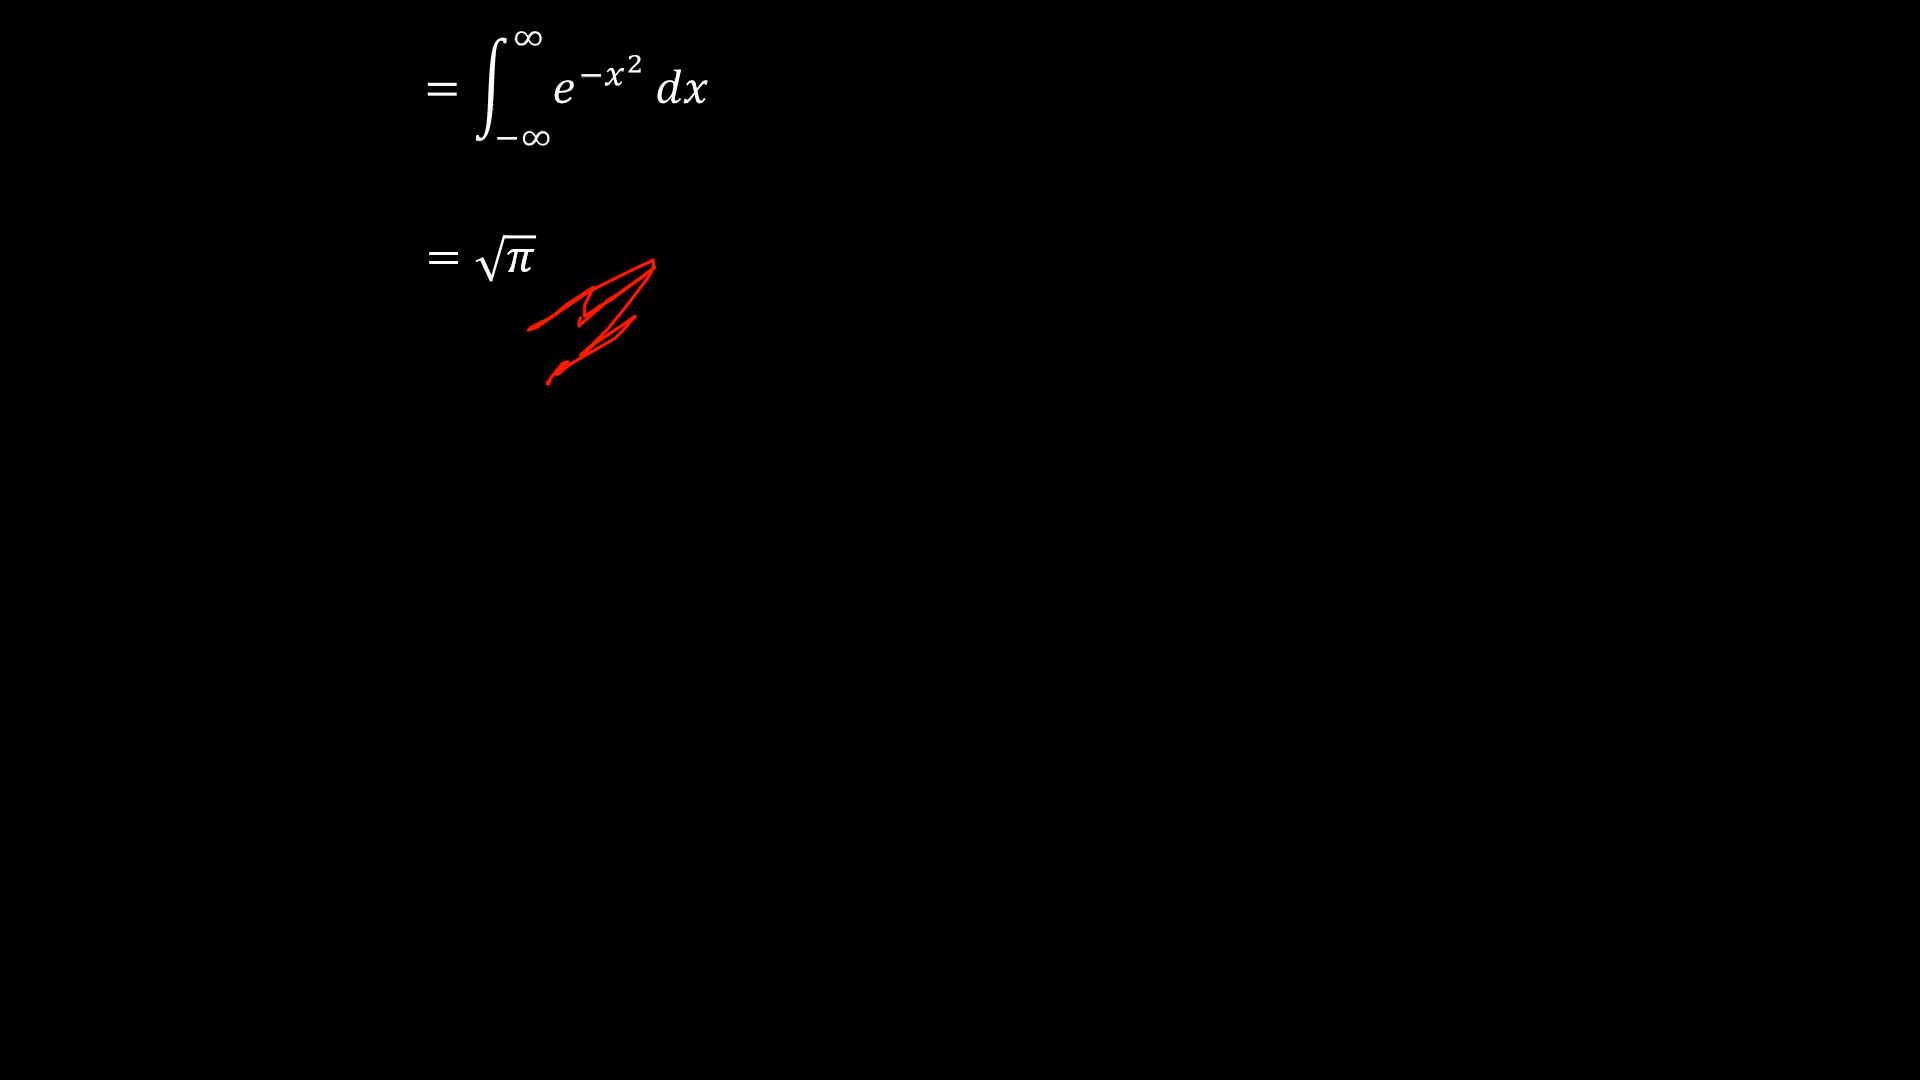 = ∫_{-∞}^{∞} e^{-x^2} dx
= √π